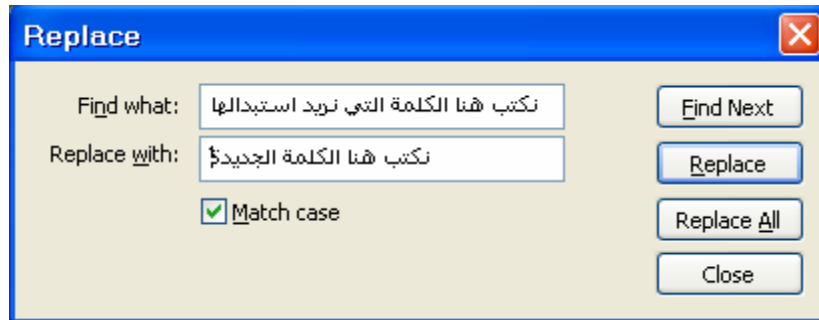 Replace
Find what: نكتب هنا الكلمة التي نريد استبدالها
Find Next
Replace with: نكتب هنا الكلمة الجديدة
Replace
Match case
Replace All
Close